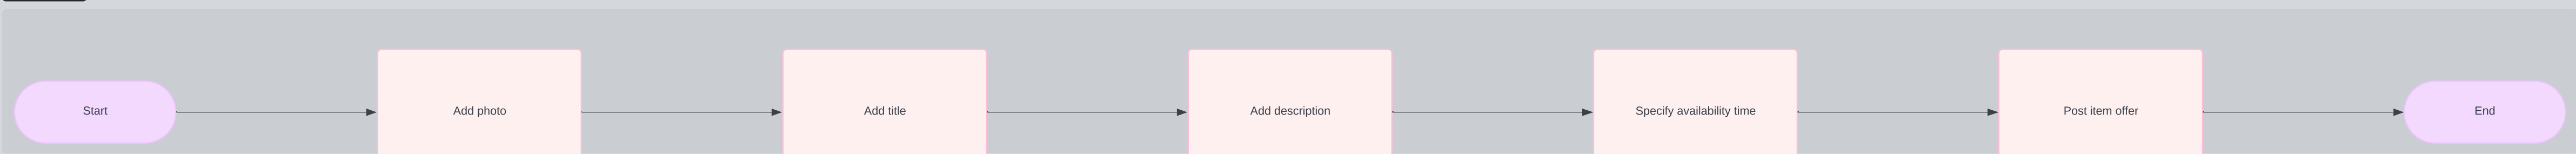 Start
Add photo
Add title
Add description
Specify availability time
Post item offer
End